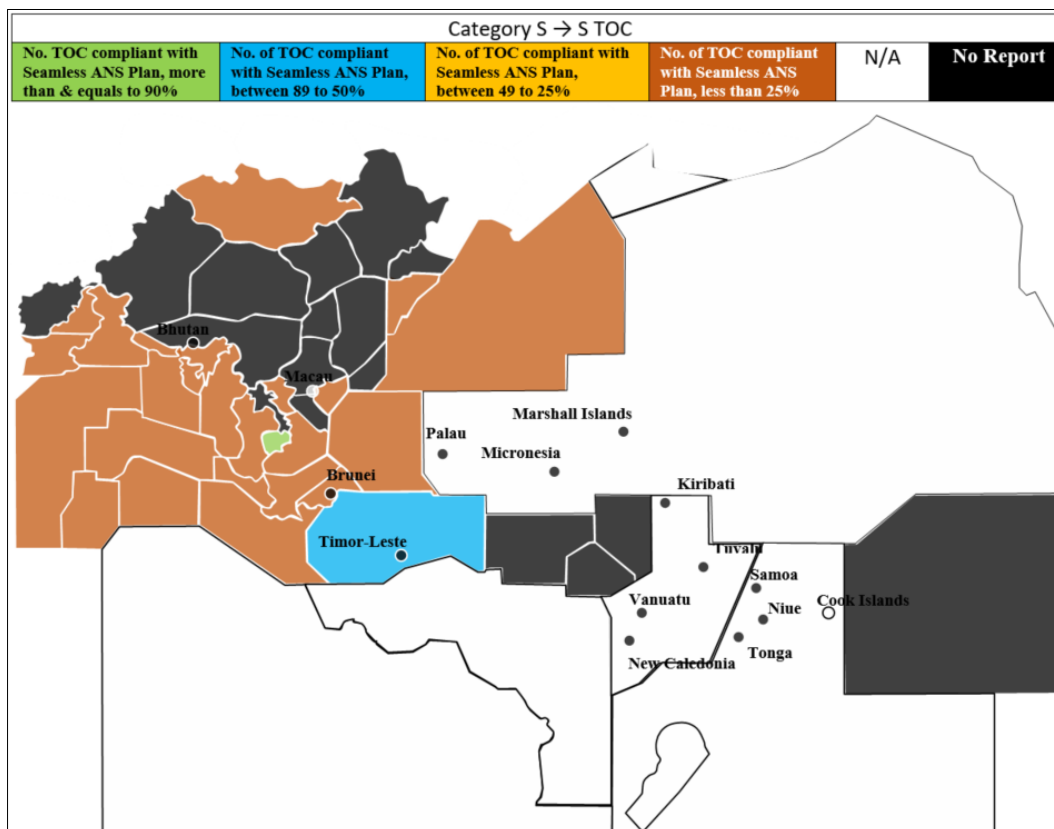 Category S → S TOC
No. TOC compliant with
Seamless ANS Plan, more
than & equals to 90%
No. of TOC compliant
with Seamless ANS Plan,
between 89 to 50%
No. of TOC compliant with
Seamless ANS Plan,
between 49 to 25%
No. of TOC compliant
with Seamless ANS
Plan, less than 25%
N/A
No Report
Bhutan
Macau
Marshall Islands
Palau
Micronesia
Brunei
Kiribati
Timor-Leste
Tuvalu
Samoa
Vanuatu
Niue
Cook Islands
New Caledonia
Tonga